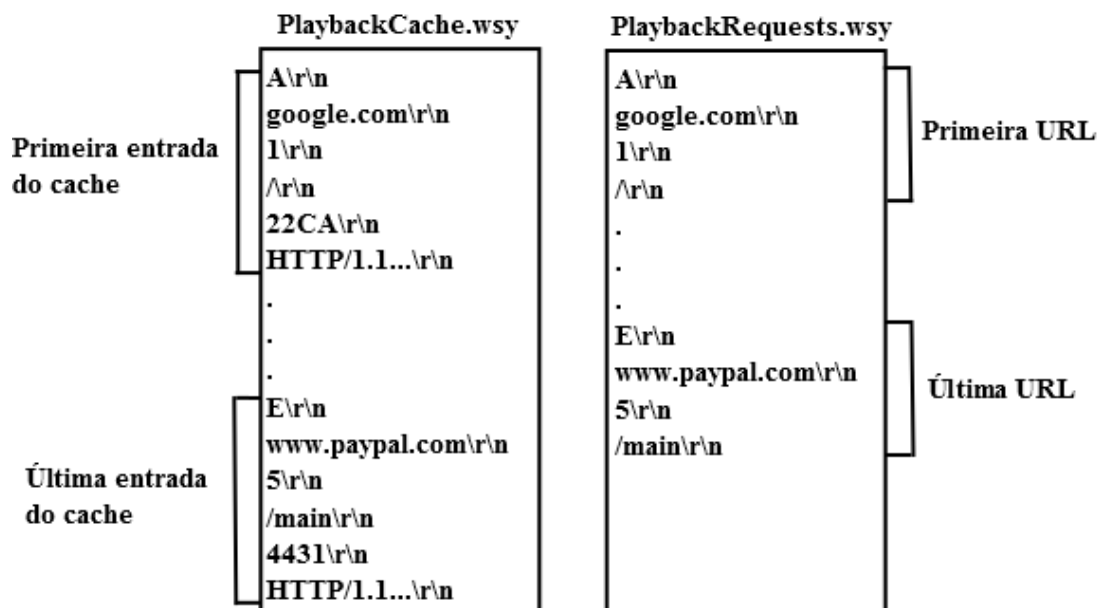 PlaybackCache.wsy
A\r\n
google.com\r\n
1\r\n
/\r\n
22CA\r\n
HTTP/1.1...\r\n
.
.
.
E\r\n
www.paypal.com\r\n
5\r\n
/main\r\n
4431\r\n
HTTP/1.1...\r\n
Primeira entrada
do cache
Última entrada
do cache
PlaybackRequests.wsy
A\r\n
google.com\r\n
1\r\n
/\r\n
.
.
.
E\r\n
www.paypal.com\r\n
5\r\n
/main\r\n
Primeira URL
Última URL